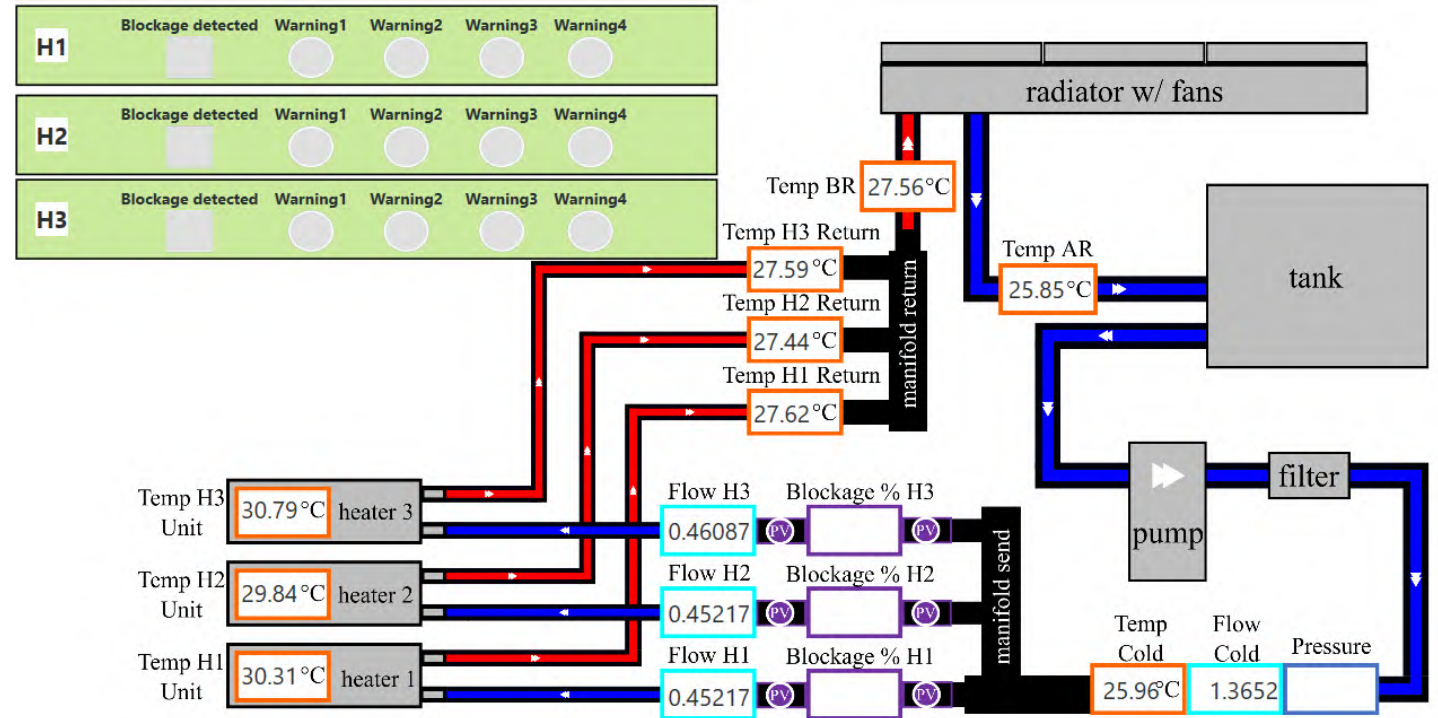 Blockage detected Warning1 Warning2 Warning3 Warning4
H1
Blockage detected Warning1 Warning2 Warning3 Warning4
H2
Blockage detected Warning1 Warning2 Warning3 Warning4
H3
radiator w/ fans
Temp BR 27.56°C
Temp H3 Return
27.59°C
Temp H2 Return
27.44°C
Temp H1 Return
27.62°C
manifold return
Temp AR
25.85°C
tank
pump
filter
Temp H3
Unit
30.79°C heater 3
Flow H3
0.46087
Blockage % H3
PV PV
Temp H2
Unit
29.84°C heater 2
Flow H2
0.45217
Blockage % H2
PV PV
Temp H1
Unit
30.31°C heater 1
Flow H1
0.45217
Blockage % H1
PV PV
manifold send
Temp
Cold
25.96°C
Flow
Cold
1.3652
Pressure